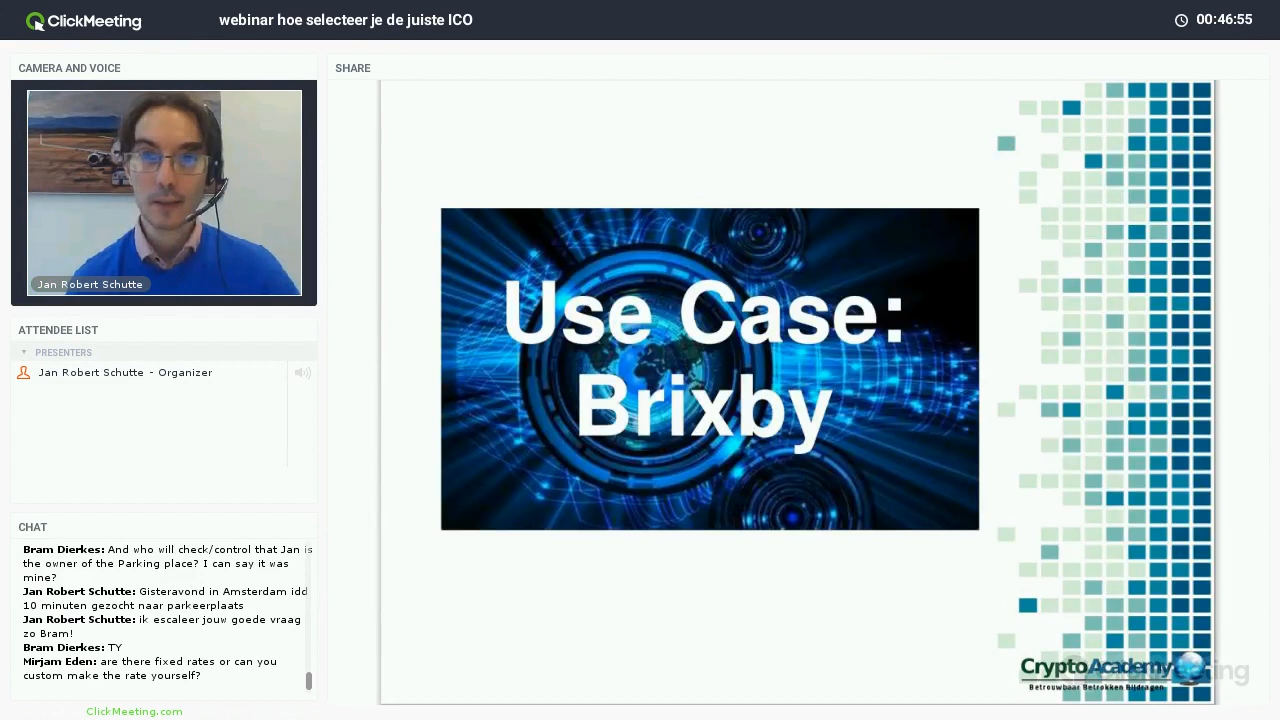 ClickMeeting
webinar hoe selecteer je de juiste ICO
00:46:55
CAMERA AND VOICE
Jan Robert Schutte
ATTENDEE LIST
PRESENTERS
Jan Robert Schutte - Organizer
CHAT
Bram Dierkes: And who will check/control that Jan is
the owner of the Parking place? I can say it was
mine?
Jan Robert Schutte: Gisteravond in Amsterdam idd
10 minuten gezocht naar parkeerplaats
Jan Robert Schutte: ik escaleer jouw goede vraag
zo Bram!
Bram Dierkes: TY
Mirjam Eden: are there fixed rates or can you
custom make the rate yourself?
ClickMeeting.com
SHARE
Use Case:
Brixby
CryptoAcademy
Betrouwbaar Betrokken Bijdragen
ClickMeeting